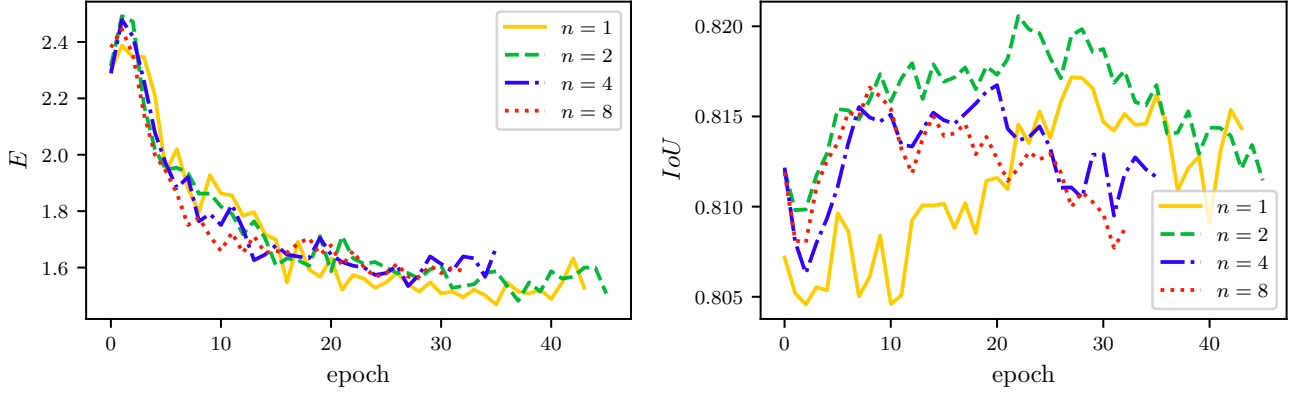 2.4
2.2
2.0
1.8
1.6
E
0
10
20
30
40
epoch
n = 1
n = 2
n = 4
n = 8
0.820
0.815
0.810
0.805
IoU
0
10
20
30
40
epoch
n = 1
n = 2
n = 4
n = 8